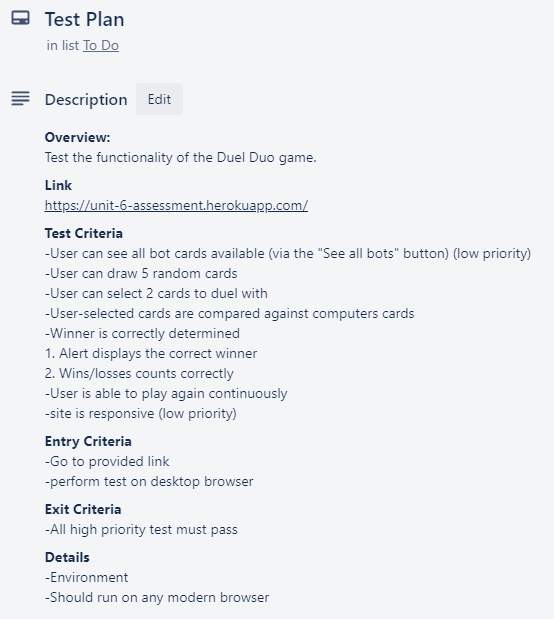 Test Plan
in list To Do
Description Edit
Overview:
Test the functionality of the Duel Duo game.
Link
https://unit-6-assessment.herokuapp.com/
Test Criteria
-User can see all bot cards available (via the "See all bots" button) (low priority)
-User can draw 5 random cards
-User can select 2 cards to duel with
-User-selected cards are compared against computers cards
-Winner is correctly determined
1. Alert displays the correct winner
2. Wins/losses counts correctly
-User is able to play again continuously
-site is responsive (low priority)
Entry Criteria
-Go to provided link
-perform test on desktop browser
Exit Criteria
-All high priority test must pass
Details
-Environment
-Should run on any modern browser